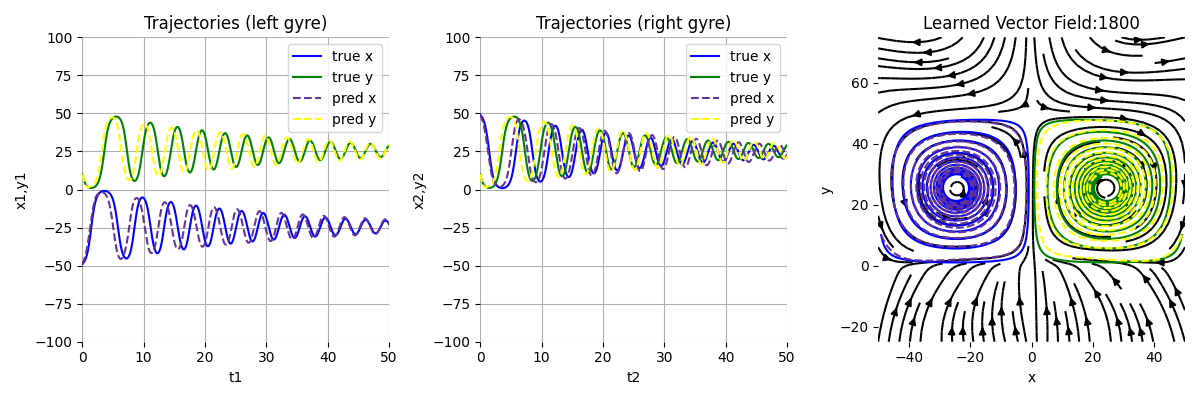 Trajectories (left gyre)
100
75
50
25
0
−25
−50
−75
−100
0 10 20 30 40 50
x1,y1
t1
true x
true y
pred x
pred y
Trajectories (right gyre)
100
75
50
25
0
−25
−50
−75
−100
0 10 20 30 40 50
x2,y2
t2
true x
true y
pred x
pred y
Learned Vector Field:1800
60
40
20
0
−20
−40 −20 0 20 40
y
x